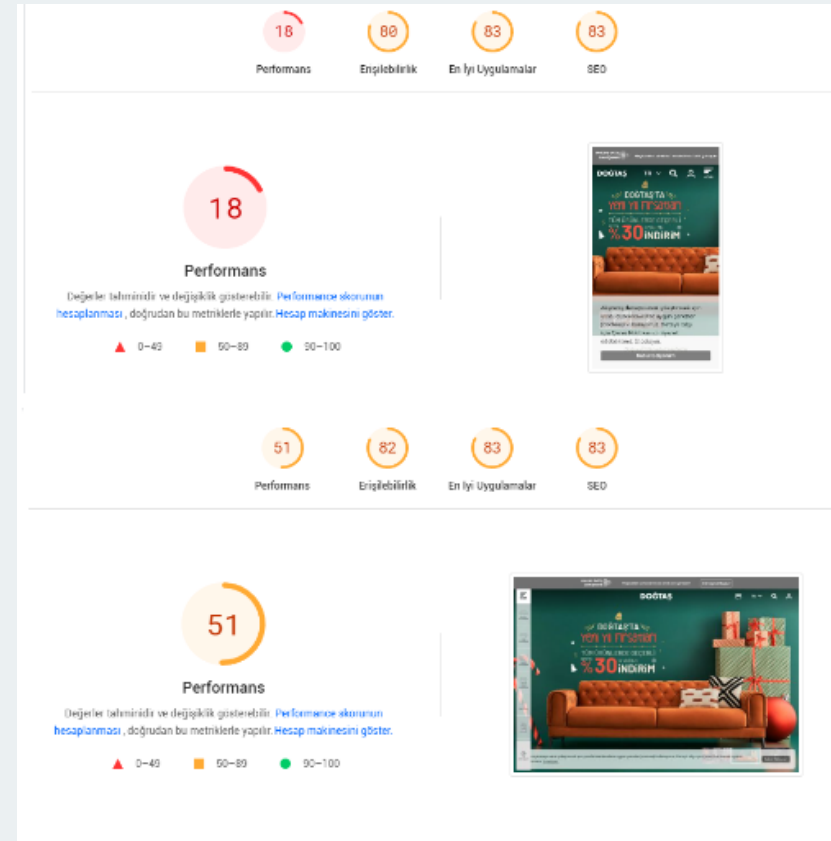 18
80
83
83
Performans
Erişilebilirlik
En İyi Uygulamalar
SEO
18
Performans
Değerler tahminidir ve değişiklik gösterebilir. Performance skorunun
hesaplanması , doğrudan bu metriklerle yapılır. Hesap makinesini göster.
0–49
50–89
90–100
DOĞTAŞ
DOĞTAŞ'TA
YENİ YIL FIRSATLARI
%30 İNDİRİM
51
82
83
83
Performans
Erişilebilirlik
En İyi Uygulamalar
SEO
51
Performans
Değerler tahminidir ve değişiklik gösterebilir. Performance skorunun
hesaplanması , doğrudan bu metriklerle yapılır. Hesap makinesini göster.
0–49
50–89
90–100
DOĞTAŞ
DOĞTAŞ'TA
YENİ YIL FIRSATLARI
%30 İNDİRİM